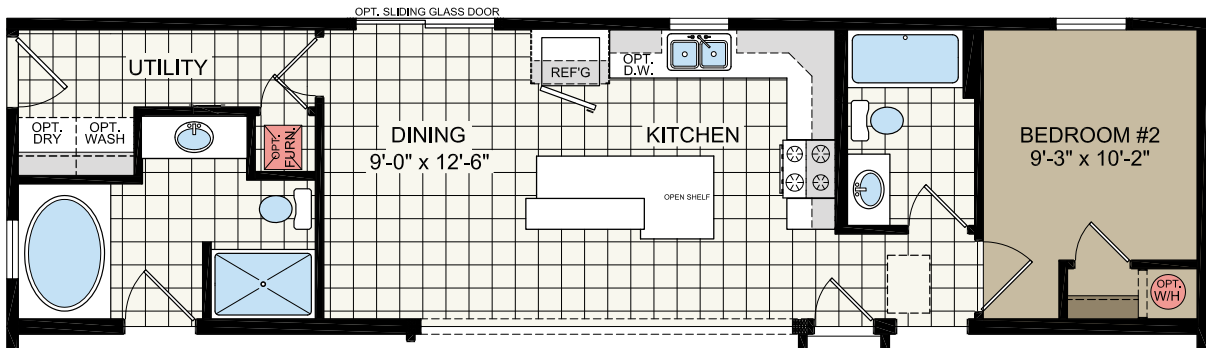 OPT. SLIDING GLASS DOOR
UTILITY
OPT.
DRY
OPT.
WASH
OPT.
FURN.
DINING
9'-0" x 12'-6"
REF'G
OPT.
D.W.
KITCHEN
OPEN SHELF
BEDROOM #2
9'-3" x 10'-2"
OPT.
W/H